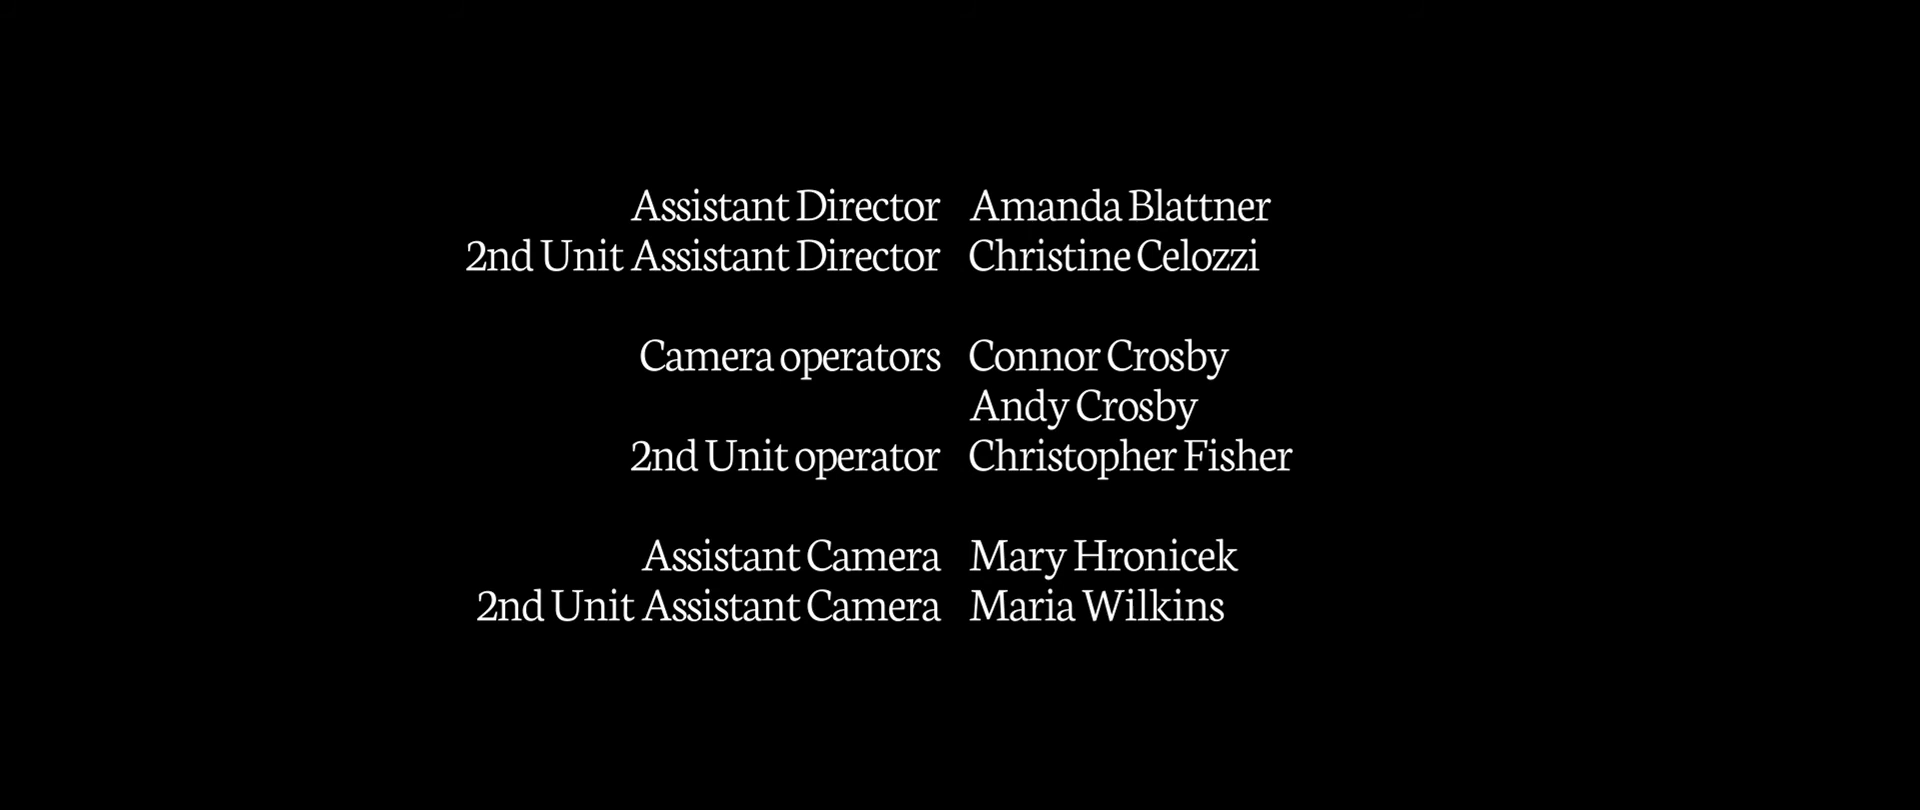 Assistant Director Amanda Blattner
2nd Unit Assistant Director Christine Celozzi
Camera operators Connor Crosby
Andy Crosby
2nd Unit operator Christopher Fisher
Assistant Camera Mary Hronicek
2nd Unit Assistant Camera Maria Wilkins